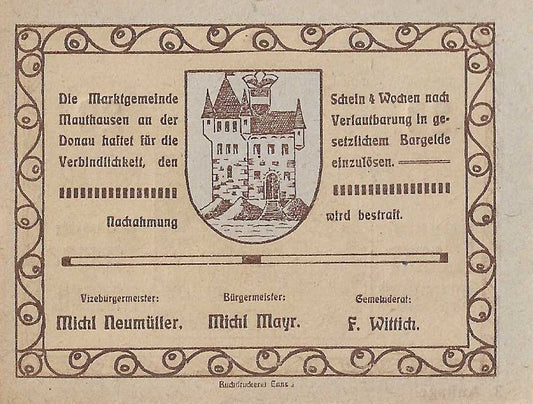 Die Marktgemeinde
Mauthausen an der
Donau haftet für die
Verbindlichkeit, den
Schein 4 Wochen nach
Verlautbarung in ge-
setzlichem Bargelde
einzulösen.
Nachahmung wird bestraft.
Vizebürgermeister: Bürgermeister: Gemeinderat:
Michl Neumüller. Michl Mayr. F. Wittich.
Buchdruckerei Enns